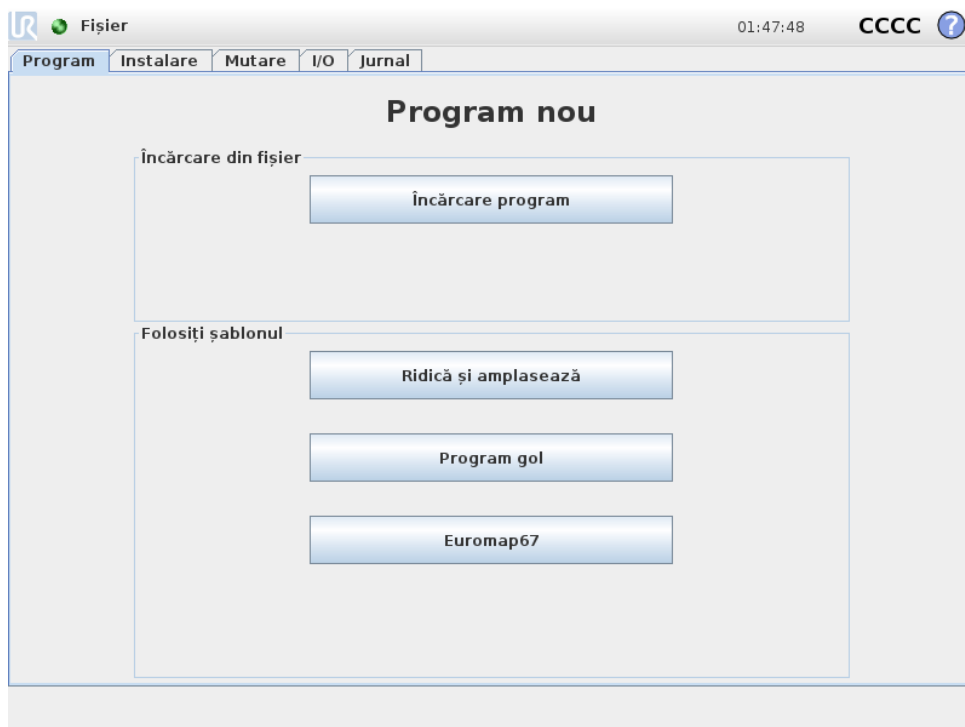 UR Fișier 01:47:48 CCCC ?
Program Instalare Mutare I/O Jurnal
Program nou
Încărcare din fișier
Încărcare program
Folosiți șablonul
Ridică și amplasează
Program gol
Euromap67